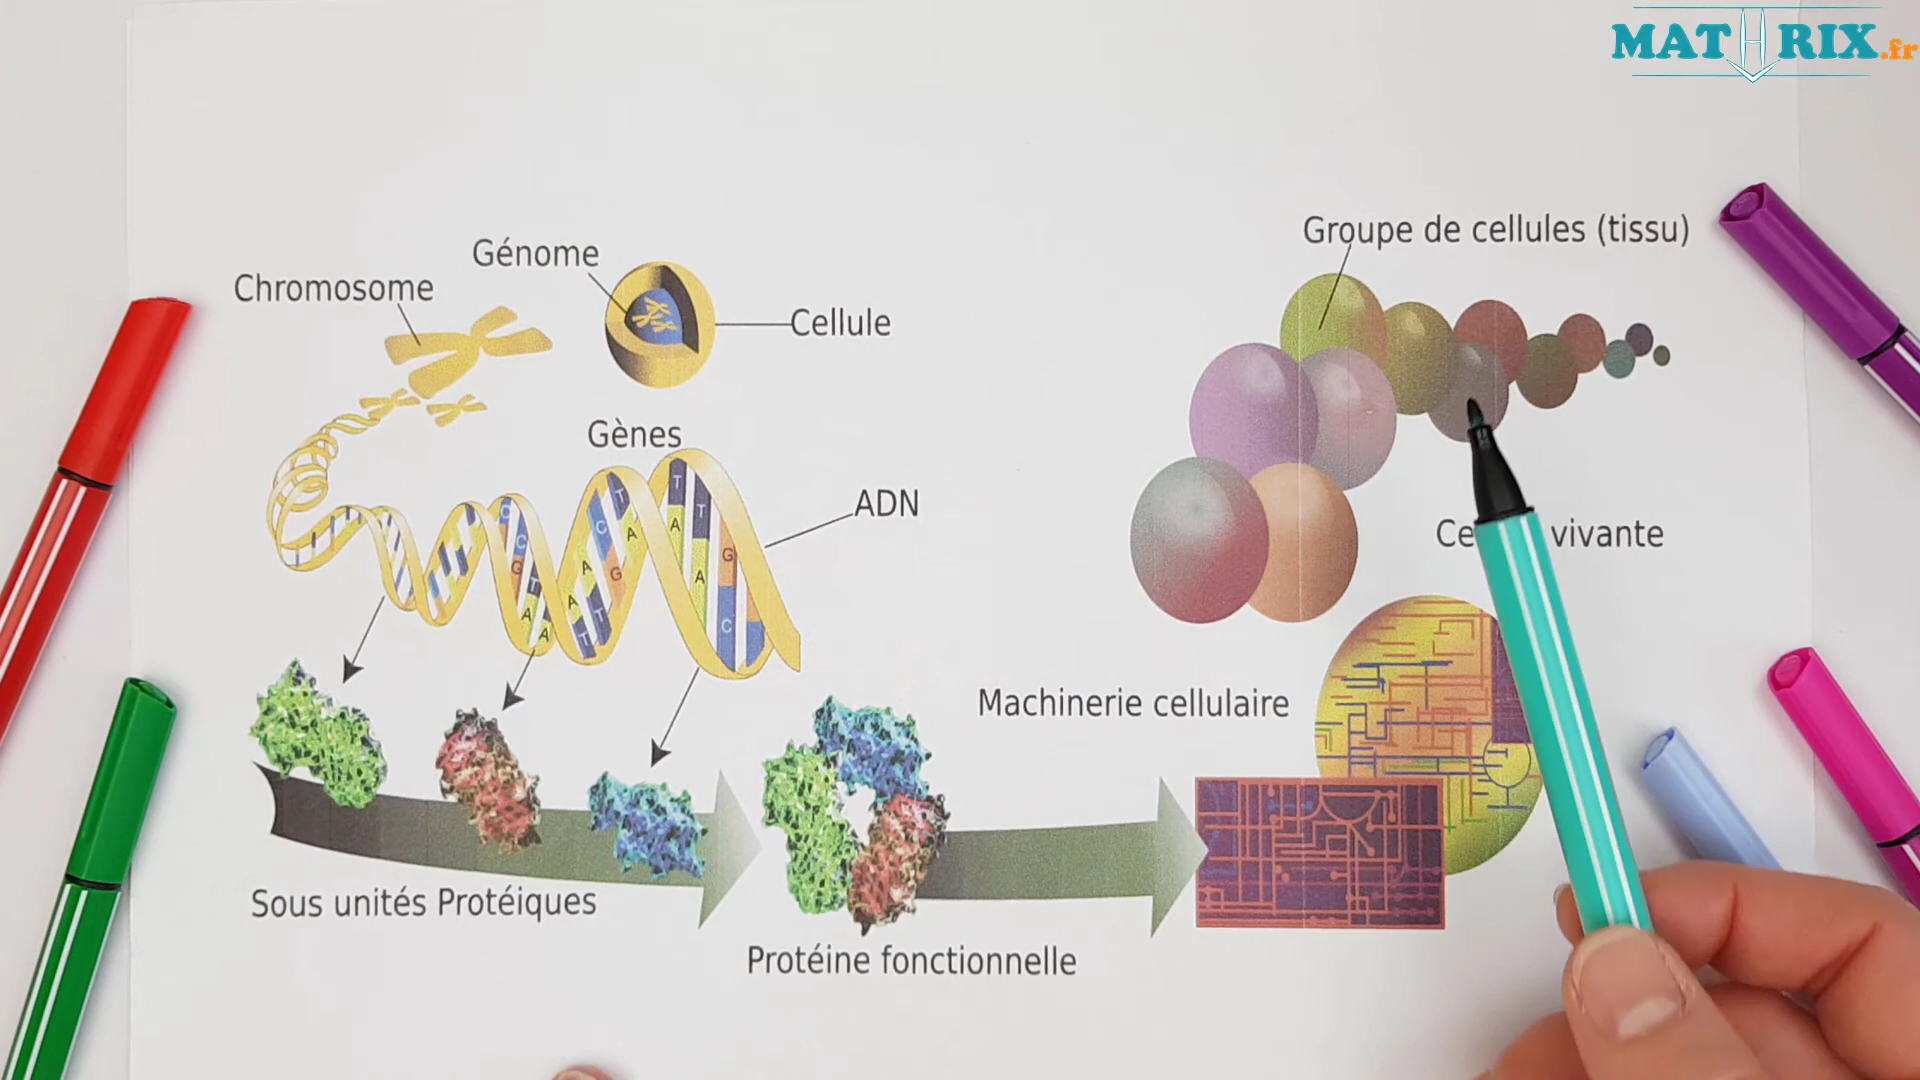 MATHRIX.fr
Groupe de cellules (tissu)
Génome
Chromosome
Cellule
Gènes
ADN
vivante
Machinerie cellulaire
Sous unités Protéiques
Protéine fonctionnelle
T
T
A
G
A
C
T
C
A
A
G
A
T
T
C
C
G
T
A
A